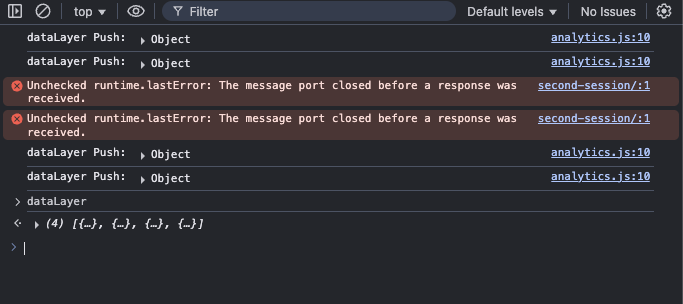 top ▾ Filter Default levels ▾ No Issues
dataLayer Push: ▸ Object analytics.js:10
dataLayer Push: ▸ Object analytics.js:10
Unchecked runtime.lastError: The message port closed before a response was second-session/:1
received.
Unchecked runtime.lastError: The message port closed before a response was second-session/:1
received.
dataLayer Push: ▸ Object analytics.js:10
dataLayer Push: ▸ Object analytics.js:10
> dataLayer
<· ▸ (4) [{…}, {…}, {…}, {…}]
>